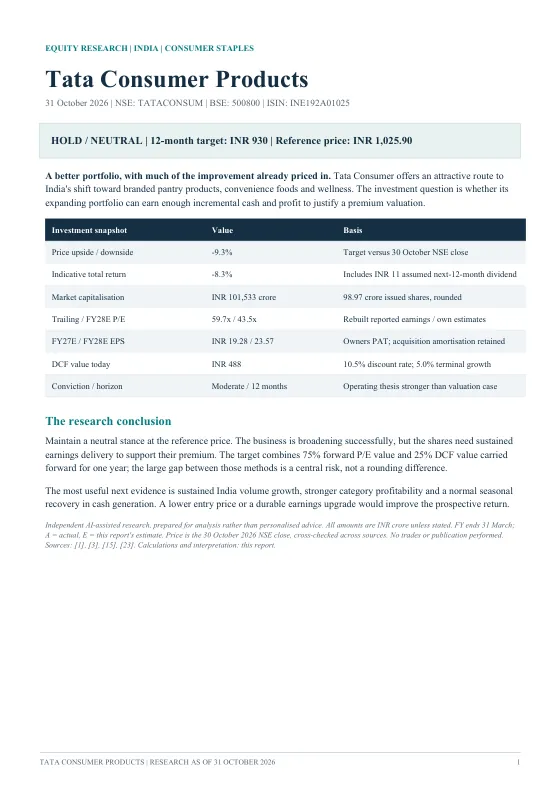 EQUITY RESEARCH | INDIA | CONSUMER STAPLES
Tata Consumer Products
31 October 2026 | NSE: TATACONSUM | BSE: 500800 | ISIN: INE192A01025
HOLD / NEUTRAL | 12-month target: INR 930 | Reference price: INR 1,025.90
A better portfolio, with much of the improvement already priced in. Tata Consumer offers an attractive route to
India's shift toward branded pantry products, convenience foods and wellness. The investment question is whether its
expanding portfolio can earn enough incremental cash and profit to justify a premium valuation.
Investment snapshot Value Basis
Price upside / downside -9.3% Target versus 30 October NSE close
Indicative total return -8.3% Includes INR 11 assumed next-12-month dividend
Market capitalisation INR 101,533 crore 98.97 crore issued shares, rounded
Trailing / FY28E P/E 59.7x / 43.5x Rebuilt reported earnings / own estimates
FY27E / FY28E EPS INR 19.28 / 23.57 Owners PAT; acquisition amortisation retained
DCF value today INR 488 10.5% discount rate; 5.0% terminal growth
Conviction / horizon Moderate / 12 months Operating thesis stronger than valuation case
The research conclusion
Maintain a neutral stance at the reference price. The business is broadening successfully, but the shares need sustained
earnings delivery to support their premium. The target combines 75% forward P/E value and 25% DCF value carried
forward for one year; the large gap between those methods is a central risk, not a rounding difference.
The most useful next evidence is sustained India volume growth, stronger category profitability and a normal seasonal
recovery in cash generation. A lower entry price or a durable earnings upgrade would improve the prospective return.
Independent AI-assisted research, prepared for analysis rather than personalised advice. All amounts are INR crore unless stated. FY ends 31 March;
A = actual, E = this report's estimate. Price is the 30 October 2026 NSE close, cross-checked across sources. No trades or publication performed.
Sources: [1], [3], [15], [23]. Calculations and interpretation: this report.
TATA CONSUMER PRODUCTS | RESEARCH AS OF 31 OCTOBER 2026 1